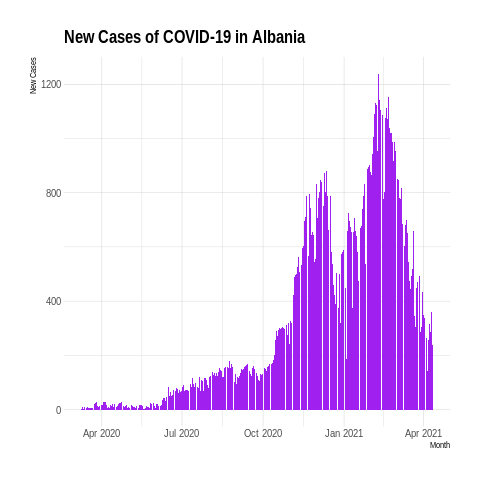 New Cases of COVID-19 in Albania
New Cases
1200
800
400
0
Apr 2020 Jul 2020 Oct 2020 Jan 2021 Apr 2021
Month